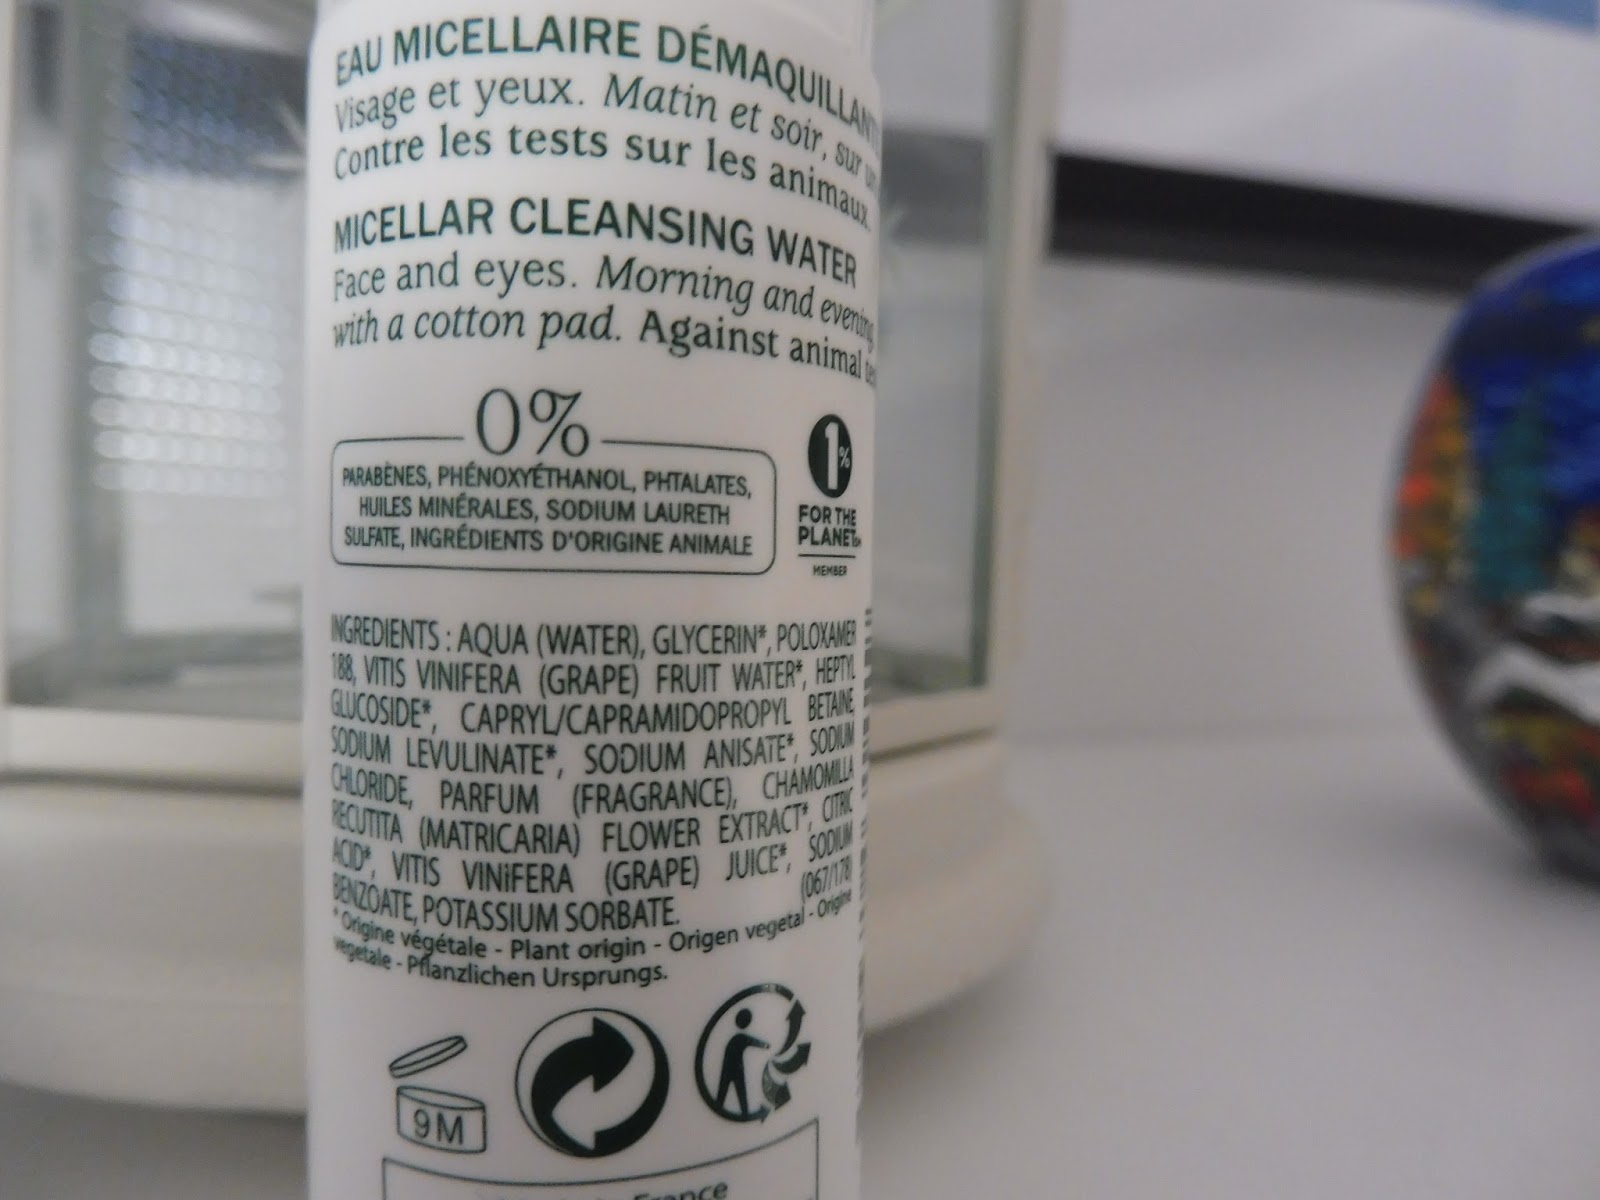 EAU MICELLAIRE DÉMAQUILLANT
Visage et yeux. Matin et soir, sur
Contre les tests sur les animaux.
MICELLAR CLEANSING WATER
Face and eyes. Morning and evening
with a cotton pad. Against animal
0%
PARABÈNES, PHÉNOXYÉTHANOL, PHTALATES,
HUILES MINÉRALES, SODIUM LAURETH
SULFATE, INGRÉDIENTS D'ORIGINE ANIMALE
1%
FOR THE
PLANET
MEMBER
INGREDIENTS : AQUA (WATER), GLYCERIN*, POLOXAMER
188, VITIS VINIFERA (GRAPE) FRUIT WATER*, HEPTYL
GLUCOSIDE*, CAPRYL/CAPRAMIDOPROPYL BETAINE,
SODIUM LEVULINATE*, SODIUM ANISATE*, SODIUM
CHLORIDE, PARFUM (FRAGRANCE), CHAMOMILLA
RECUTITA (MATRICARIA) FLOWER EXTRACT*, CITRIC
ACID*, VITIS VINIFERA (GRAPE) JUICE*, SODIUM
BENZOATE, POTASSIUM SORBATE. (067/178)
* Origine végétale - Plant origin - Origen vegetal - Origine
vegetale - Pflanzlichen Ursprungs.
9M
France